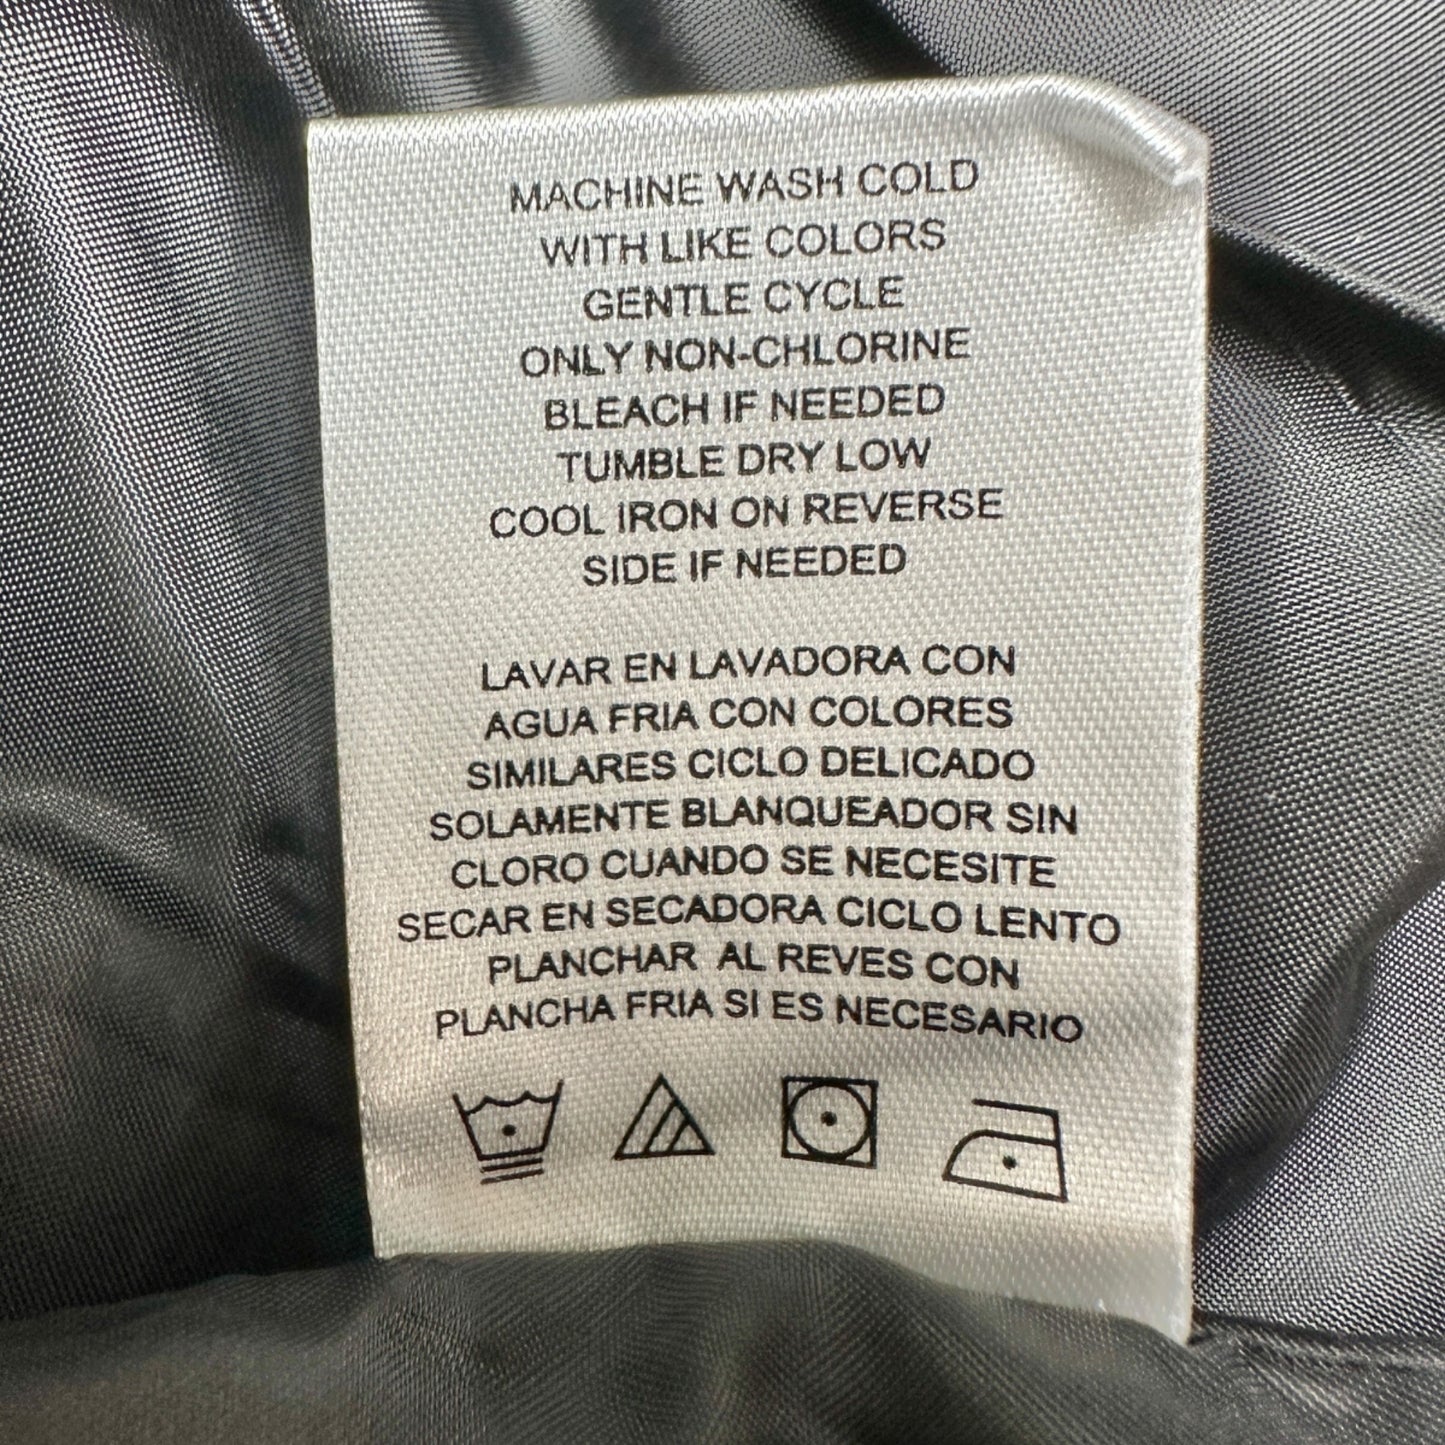 MACHINE WASH COLD
WITH LIKE COLORS
GENTLE CYCLE
ONLY NON-CHLORINE
BLEACH IF NEEDED
TUMBLE DRY LOW
COOL IRON ON REVERSE
SIDE IF NEEDED
LAVAR EN LAVADORA CON
AGUA FRIA CON COLORES
SIMILARES CICLO DELICADO
SOLAMENTE BLANQUEADOR SIN
CLORO CUANDO SE NECESITE
SECAR EN SECADORA CICLO LENTO
PLANCHAR AL REVES CON
PLANCHA FRIA SI ES NECESARIO